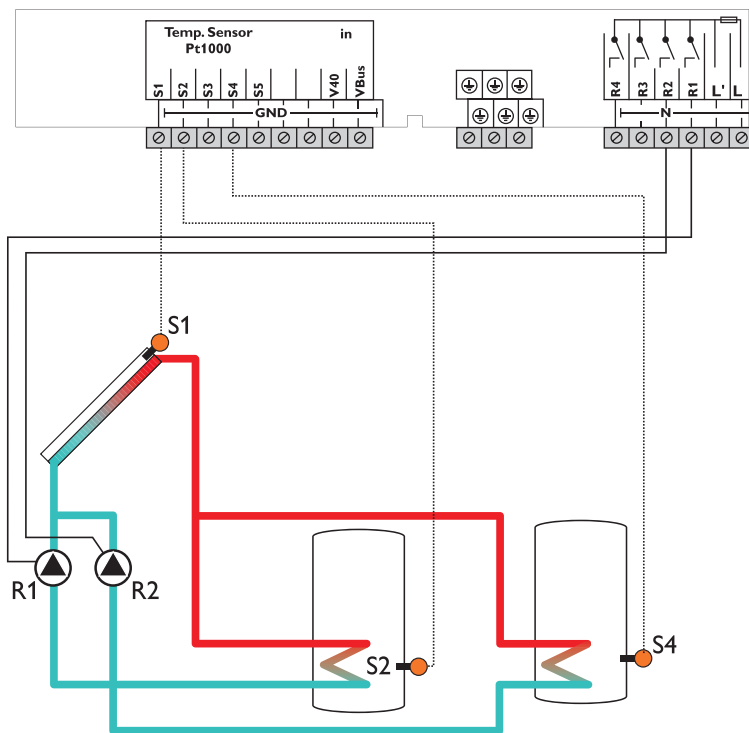 Temp. Sensor in
Pt1000
S1 S2 S3 S4 S5 V40 VBus
R4 R3 R2 R1 L' L
GND
N
S1
R1
R2
S2
S4